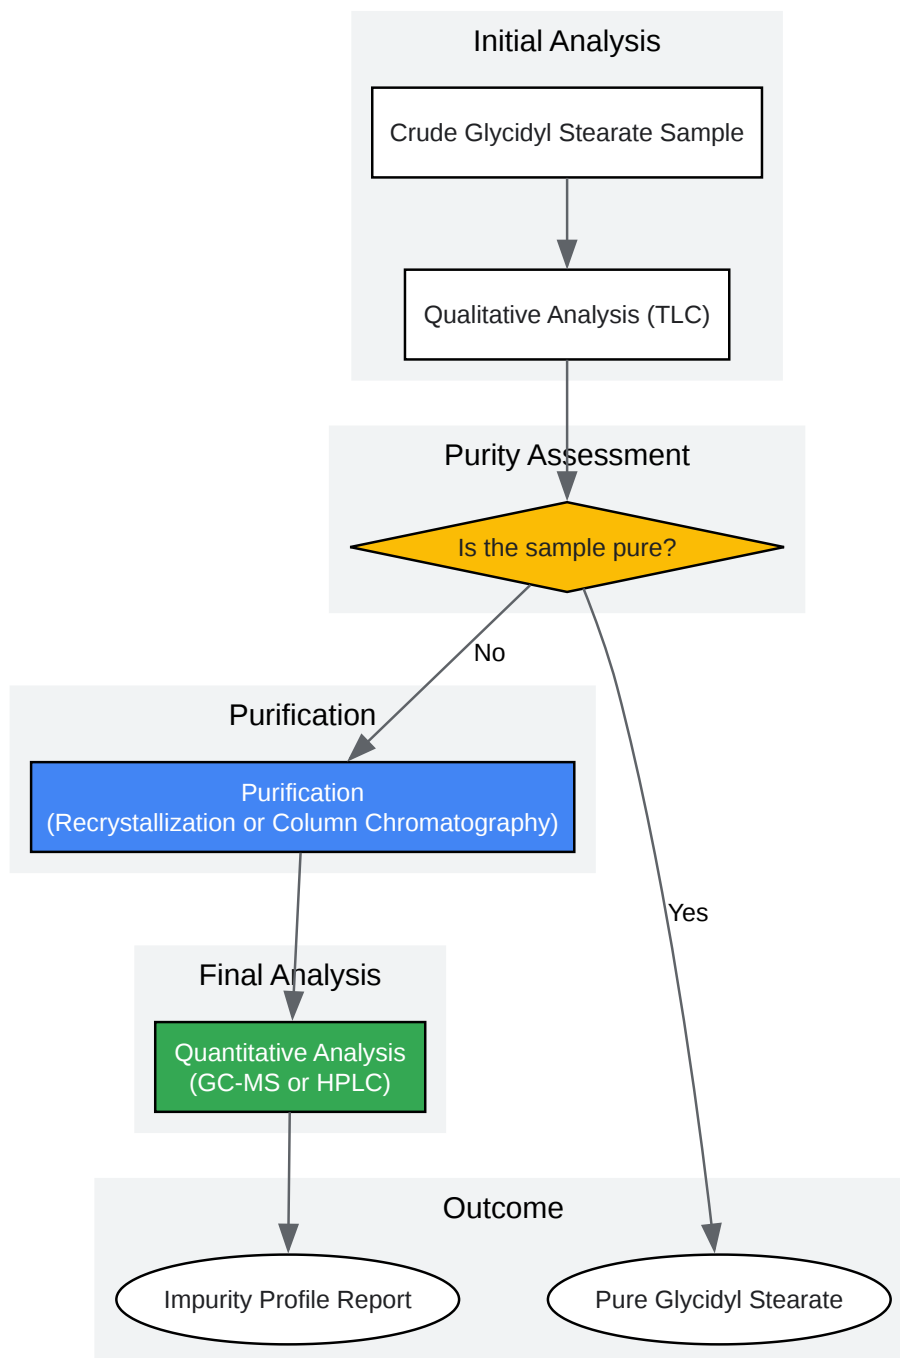 Initial Analysis
Crude Glycidyl Stearate Sample
Qualitative Analysis (TLC)
Purity Assessment
Is the sample pure?
No
Purification
Purification
(Recrystallization or Column Chromatography)
Yes
Final Analysis
Quantitative Analysis
(GC-MS or HPLC)
Outcome
Impurity Profile Report
Pure Glycidyl Stearate